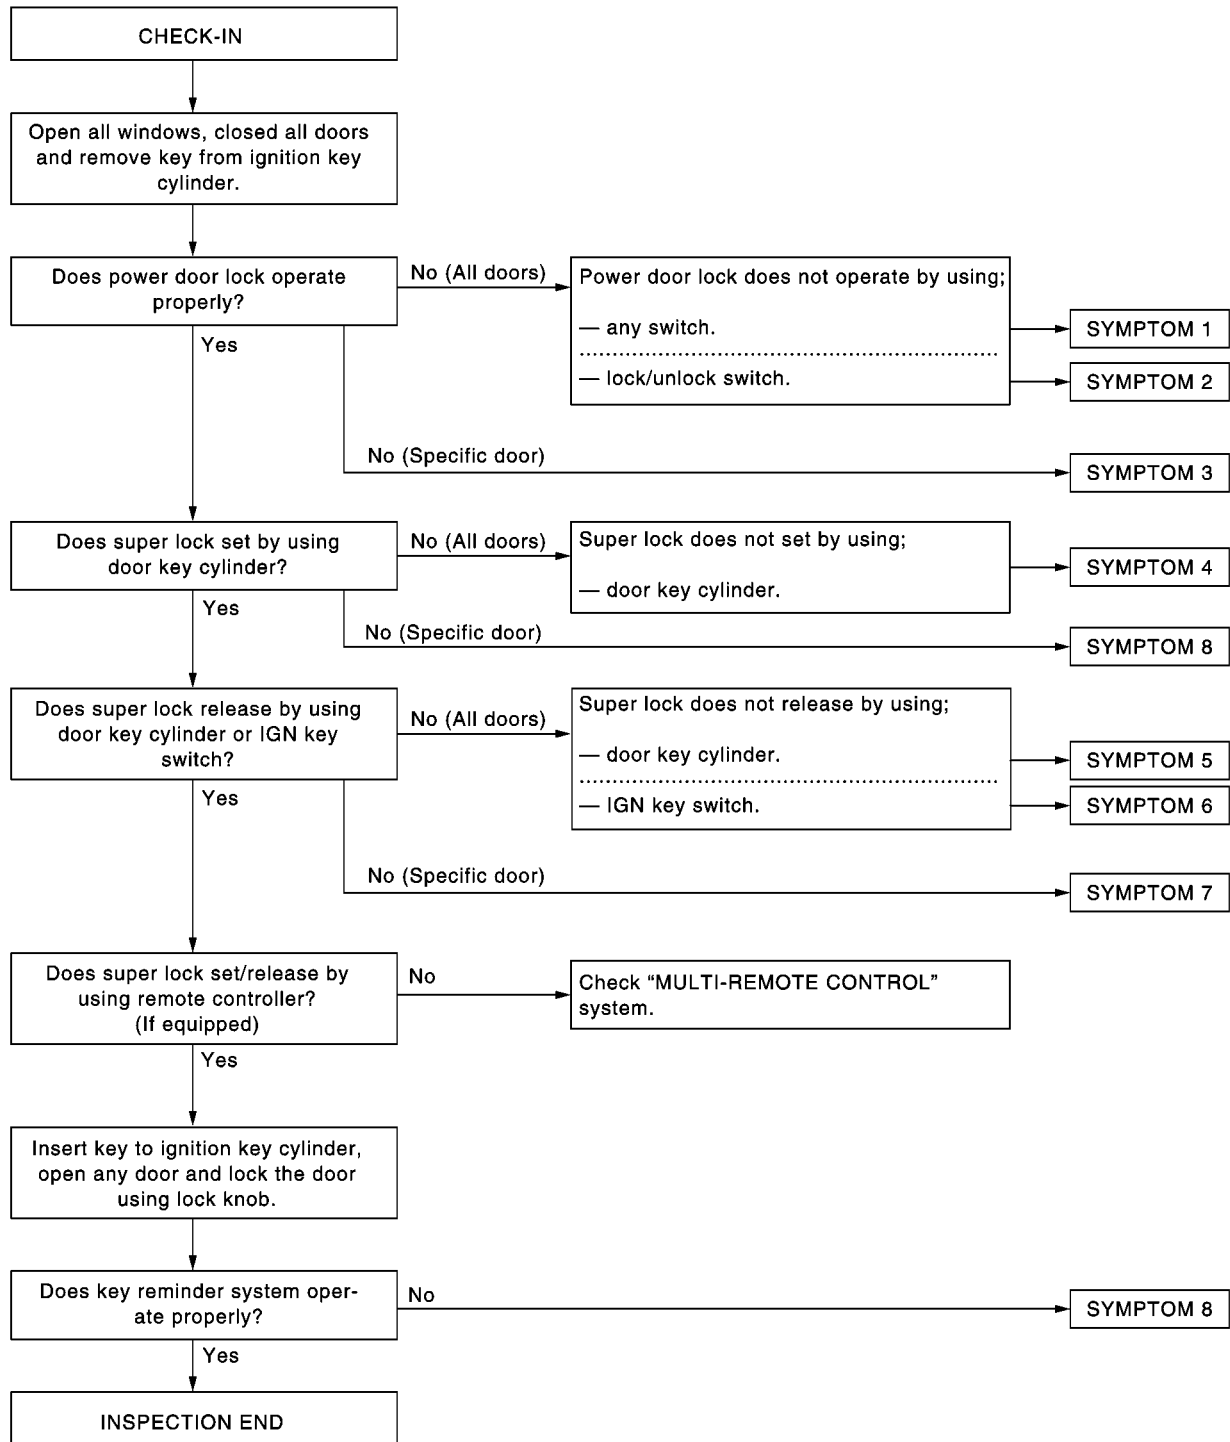 CHECK-IN
Open all windows, closed all doors
and remove key from ignition key
cylinder.
Does power door lock operate
properly?
No (All doors)
Power door lock does not operate by using;
— any switch.
— lock/unlock switch.
SYMPTOM 1
SYMPTOM 2
Yes
No (Specific door)
SYMPTOM 3
Does super lock set by using
door key cylinder?
No (All doors)
Super lock does not set by using;
— door key cylinder.
SYMPTOM 4
Yes
No (Specific door)
SYMPTOM 8
Does super lock release by using
door key cylinder or IGN key
switch?
No (All doors)
Super lock does not release by using;
— door key cylinder.
— IGN key switch.
SYMPTOM 5
SYMPTOM 6
Yes
No (Specific door)
SYMPTOM 7
Does super lock set/release by
using remote controller?
(If equipped)
No
Check “MULTI-REMOTE CONTROL”
system.
Yes
Insert key to ignition key cylinder,
open any door and lock the door
using lock knob.
Does key reminder system oper-
ate properly?
No
SYMPTOM 8
Yes
INSPECTION END